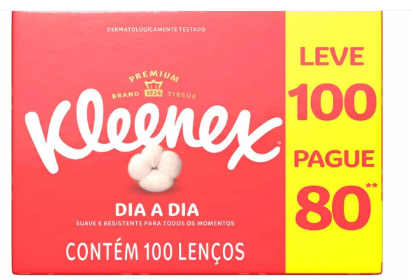 DERMATOLOGICAMENTE TESTADO
PREMIUM
BRAND 1924 TISSUE
Kleenex
DIA A DIA
SUAVE E RESISTENTE PARA TODOS OS MOMENTOS
CONTÉM 100 LENÇOS
LEVE
100
PAGUE
80**